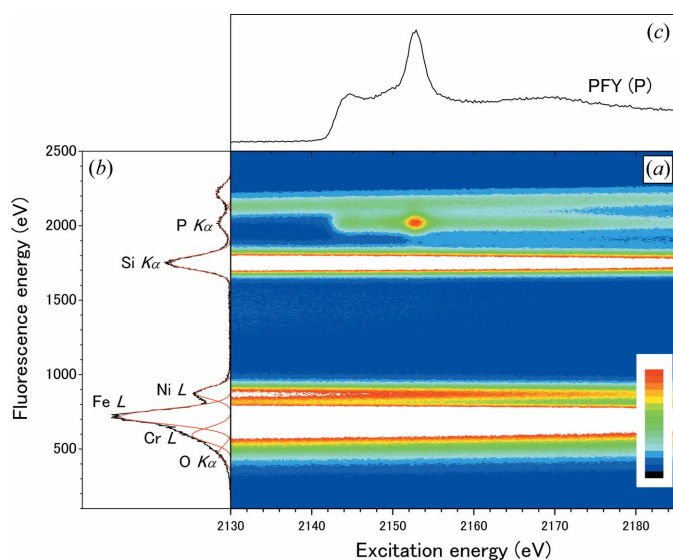 (c)
PFY (P)
2500
(b)
(a)
P Kα
2000
Si Kα
1500
Fluorescence energy (eV)
1000
Ni L
Fe L
Cr L
500
O Kα
2130 2140 2150 2160 2170 2180
Excitation energy (eV)